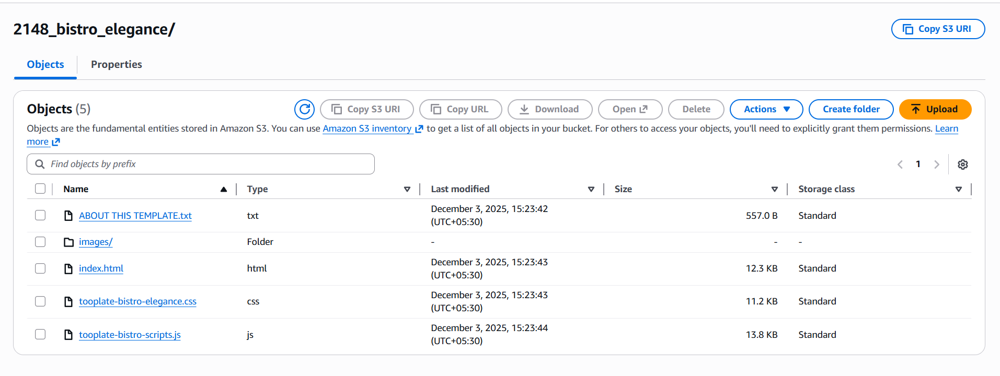 2148_bistro_elegance/
Copy S3 URI
Objects
Properties
Objects (5)
Copy S3 URI
Copy URL
Download
Open
Delete
Actions
Create folder
Upload
Objects are the fundamental entities stored in Amazon S3. You can use Amazon S3 inventory to get a list of all objects in your bucket. For others to access your objects, you'll need to explicitly grant them permissions. Learn
more
Find objects by prefix
1
Name Type Last modified Size Storage class
ABOUT THIS TEMPLATE.txt txt December 3, 2025, 15:23:42 557.0 B Standard
(UTC+05:30)
images/ Folder - - -
index.html html December 3, 2025, 15:23:43 12.3 KB Standard
(UTC+05:30)
tooplate-bistro-elegance.css css December 3, 2025, 15:23:43 11.2 KB Standard
(UTC+05:30)
tooplate-bistro-scripts.js js December 3, 2025, 15:23:44 13.8 KB Standard
(UTC+05:30)